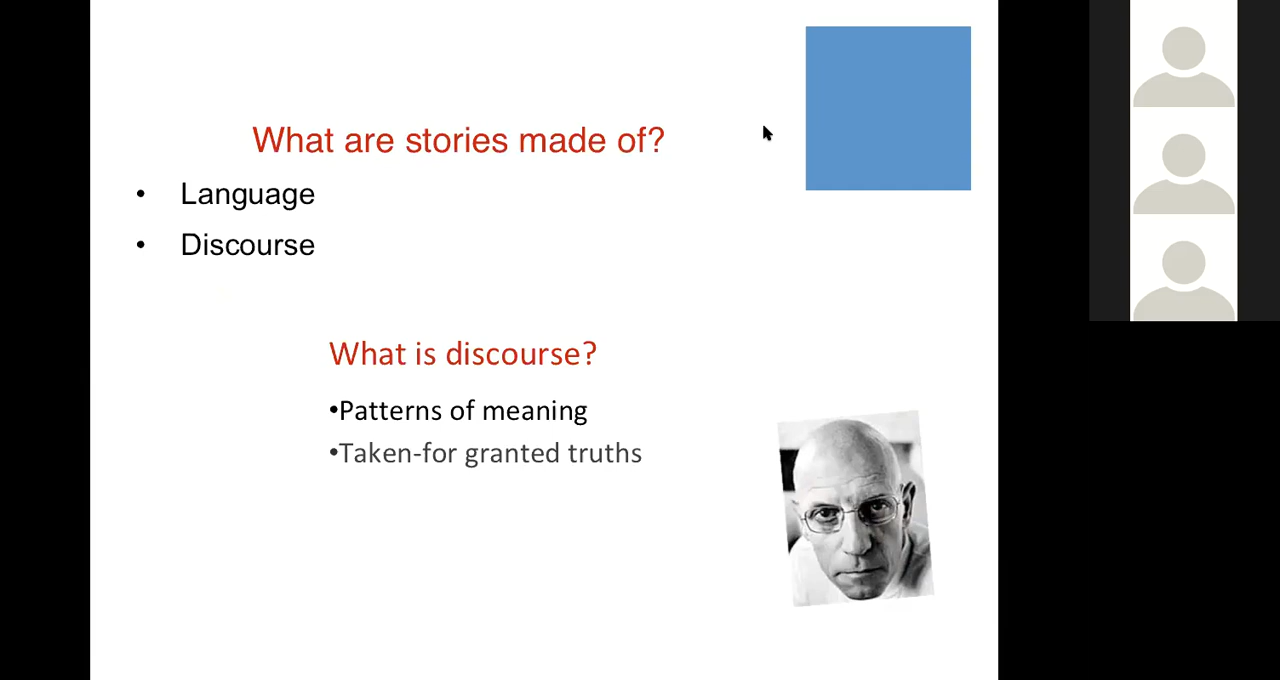 What are stories made of?
• Language
• Discourse
What is discourse?
•Patterns of meaning
•Taken-for granted truths